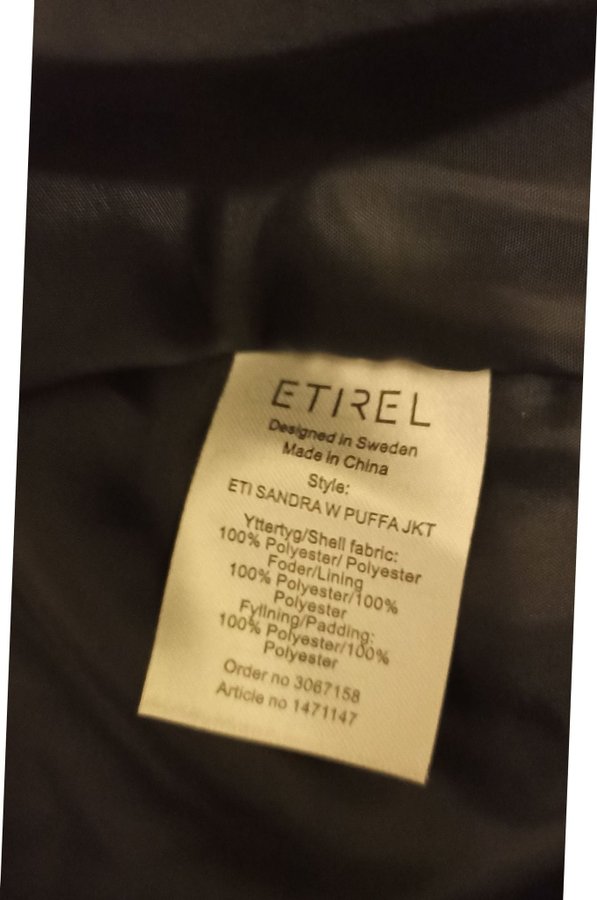 ETIREL
Designed in Sweden
Made in China
Style:
ETI SANDRA W PUFFA JKT
Yttertyg/Shell fabric:
100% Polyester/ Polyester
Foder/Lining
100% Polyester/100%
Polyester
Fyllning/Padding:
100% Polyester/100%
Polyester
Order no 3067158
Article no 1471147